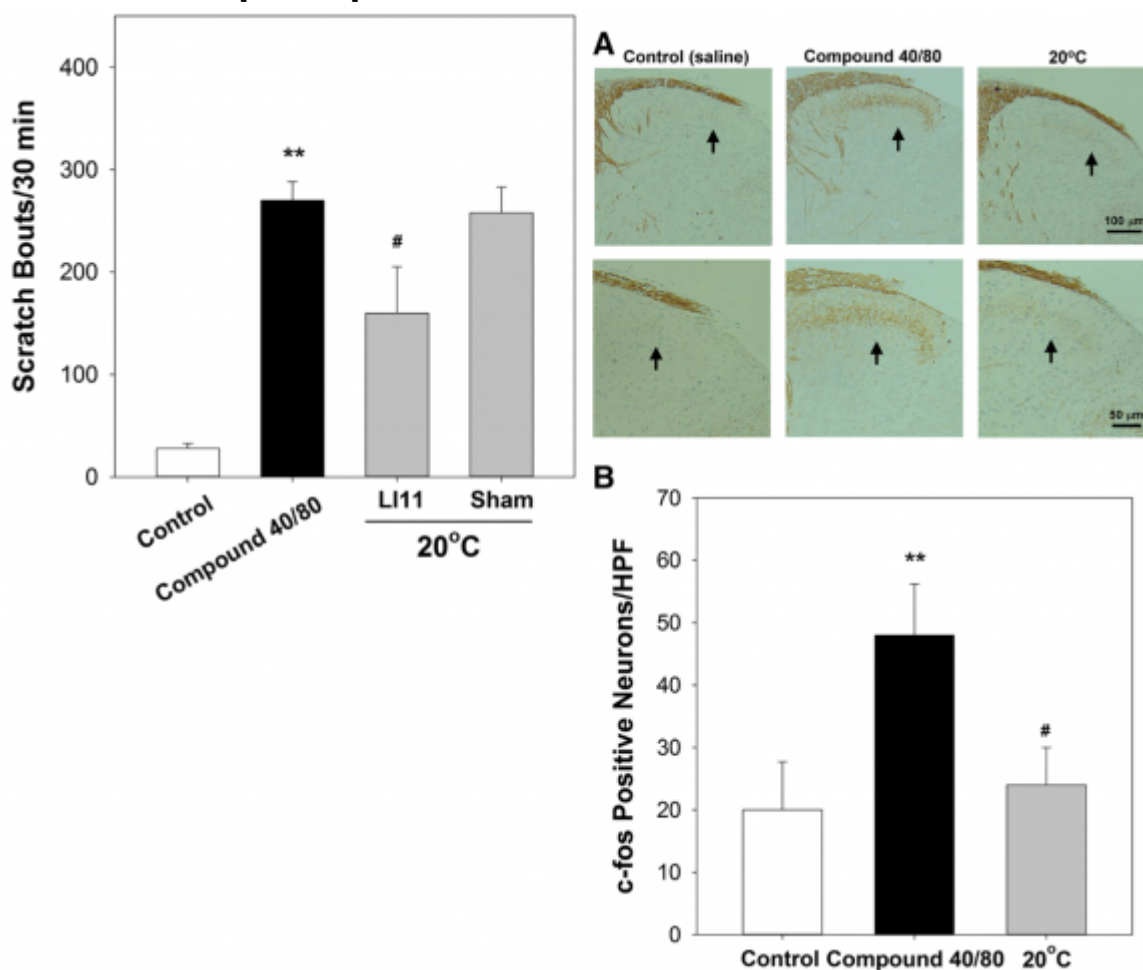 Scratch Bouts/30 min
400
300
200
100
0
**
#
Control
Compound 40/80
LI11
Sham
20°C
A
Control (saline)
Compound 40/80
20°C
100 µm
50 µm
B
c-fos Positive Neurons/HPF
70
60
50
40
30
20
10
0
**
#
Control
Compound 40/80
20°C